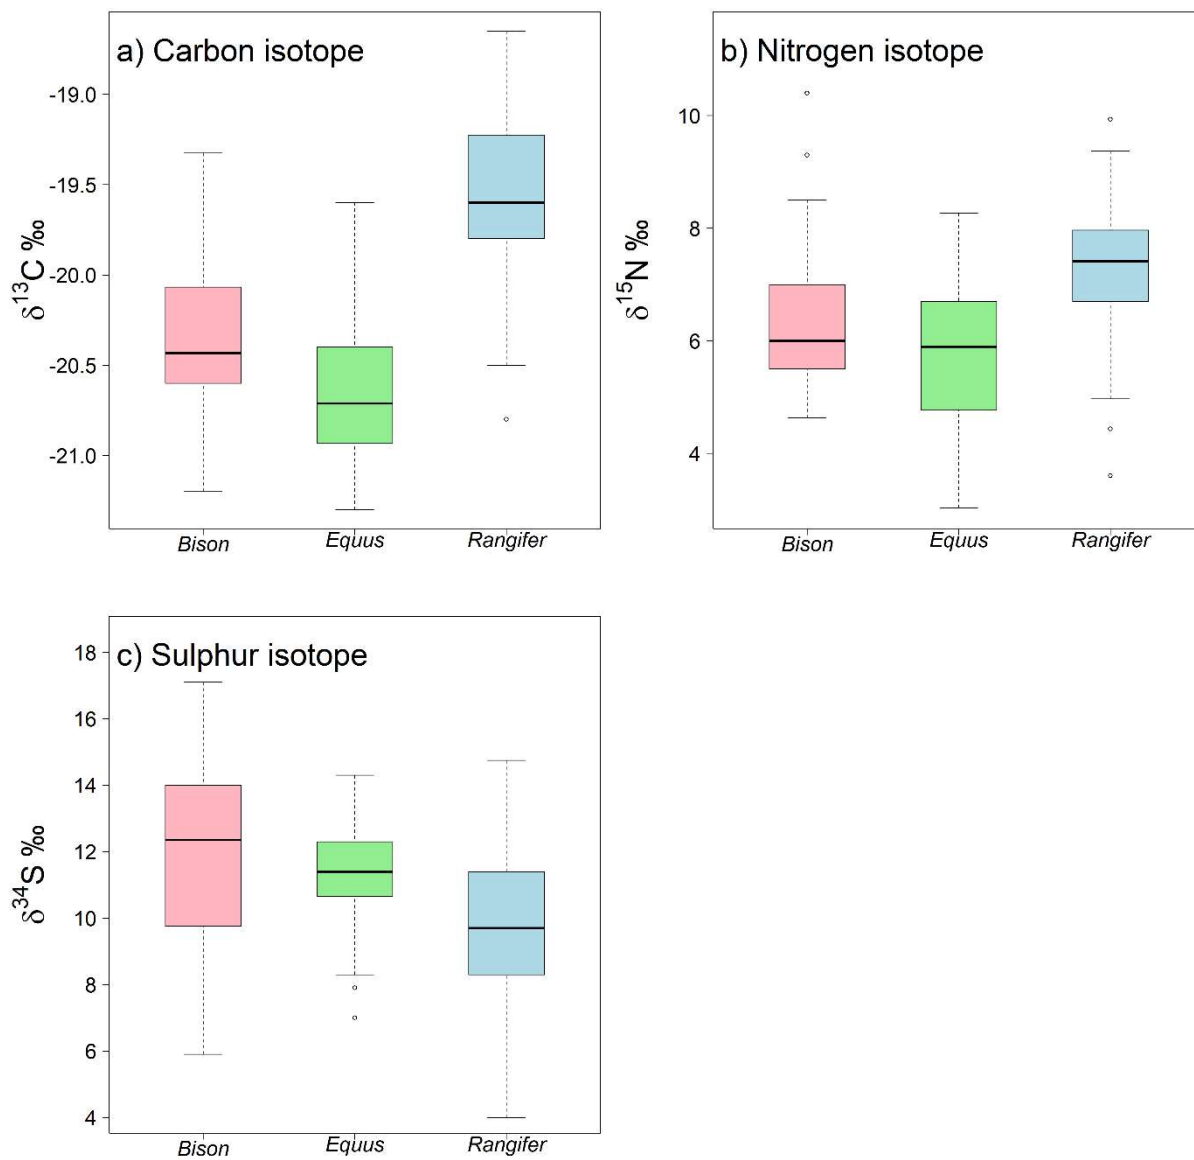 a) Carbon isotope
δ13C ‰
-19.0
-19.5
-20.0
-20.5
-21.0
Bison Equus Rangifer
b) Nitrogen isotope
δ15N ‰
10
8
6
4
Bison Equus Rangifer
c) Sulphur isotope
δ34S ‰
18
16
14
12
10
8
6
4
Bison Equus Rangifer